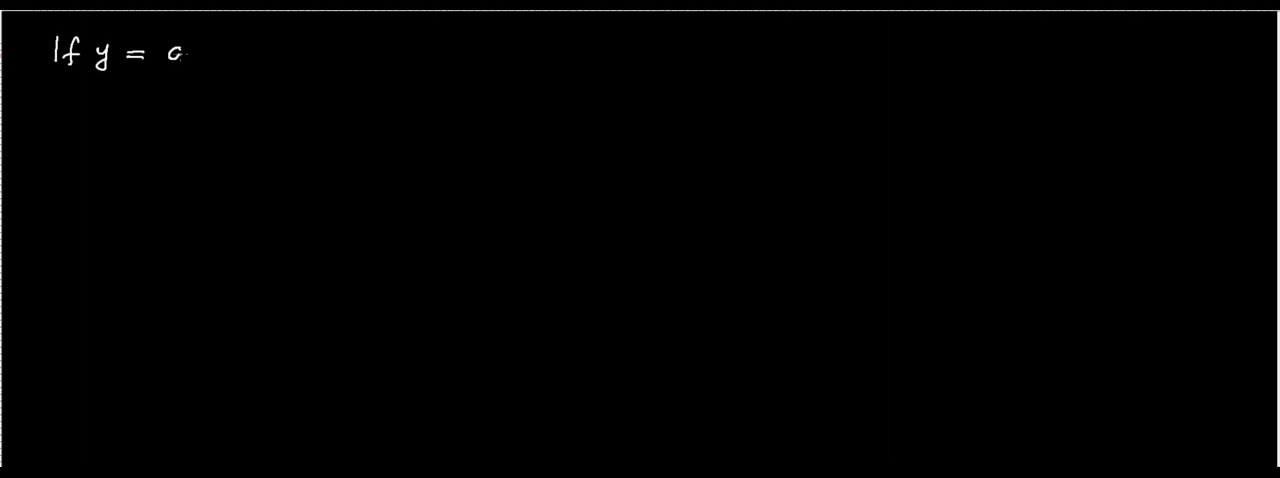 If y = a